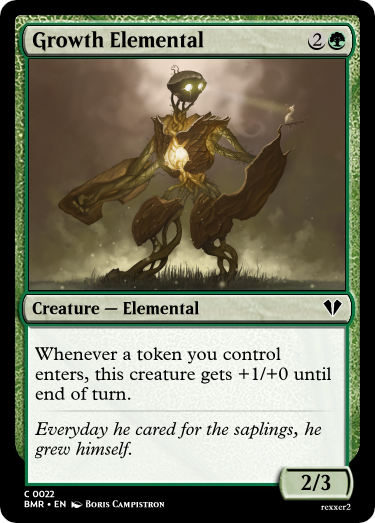 Growth Elemental 2
Creature — Elemental
Whenever a token you control
enters, this creature gets +1/+0 until
end of turn.
Everyday he cared for the saplings, he
grew himself.
2/3
C 0022
BMR • EN Boris Campistron
rexxer2